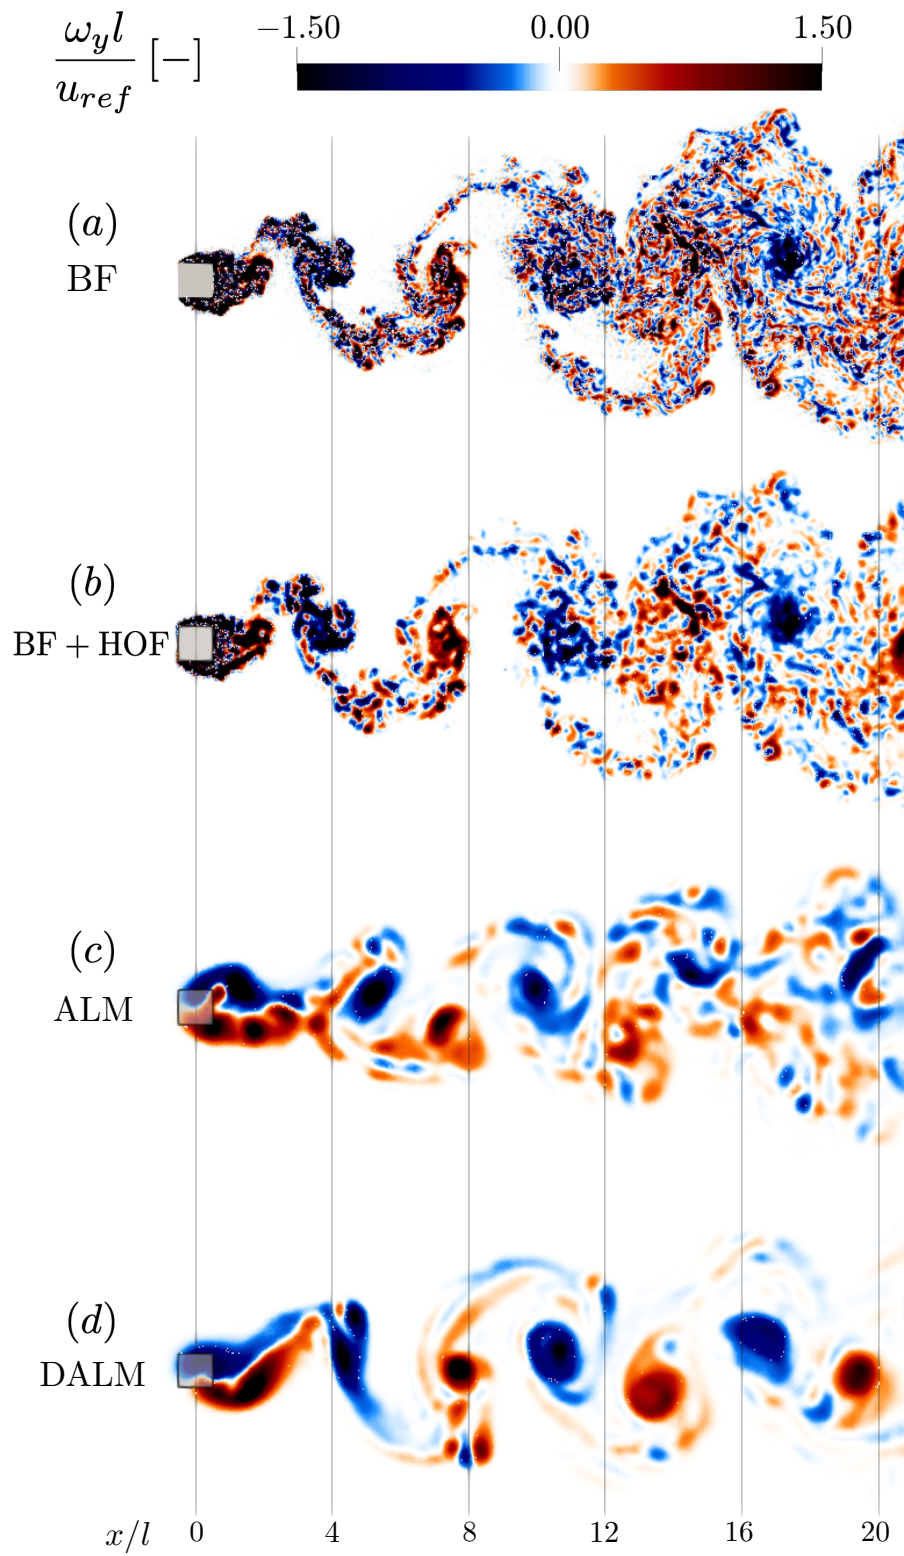 ω_y l / u_ref [−]
−1.50 0.00 1.50
(a)
BF
(b)
BF + HOF
(c)
ALM
(d)
DALM
x/l 0 4 8 12 16 20